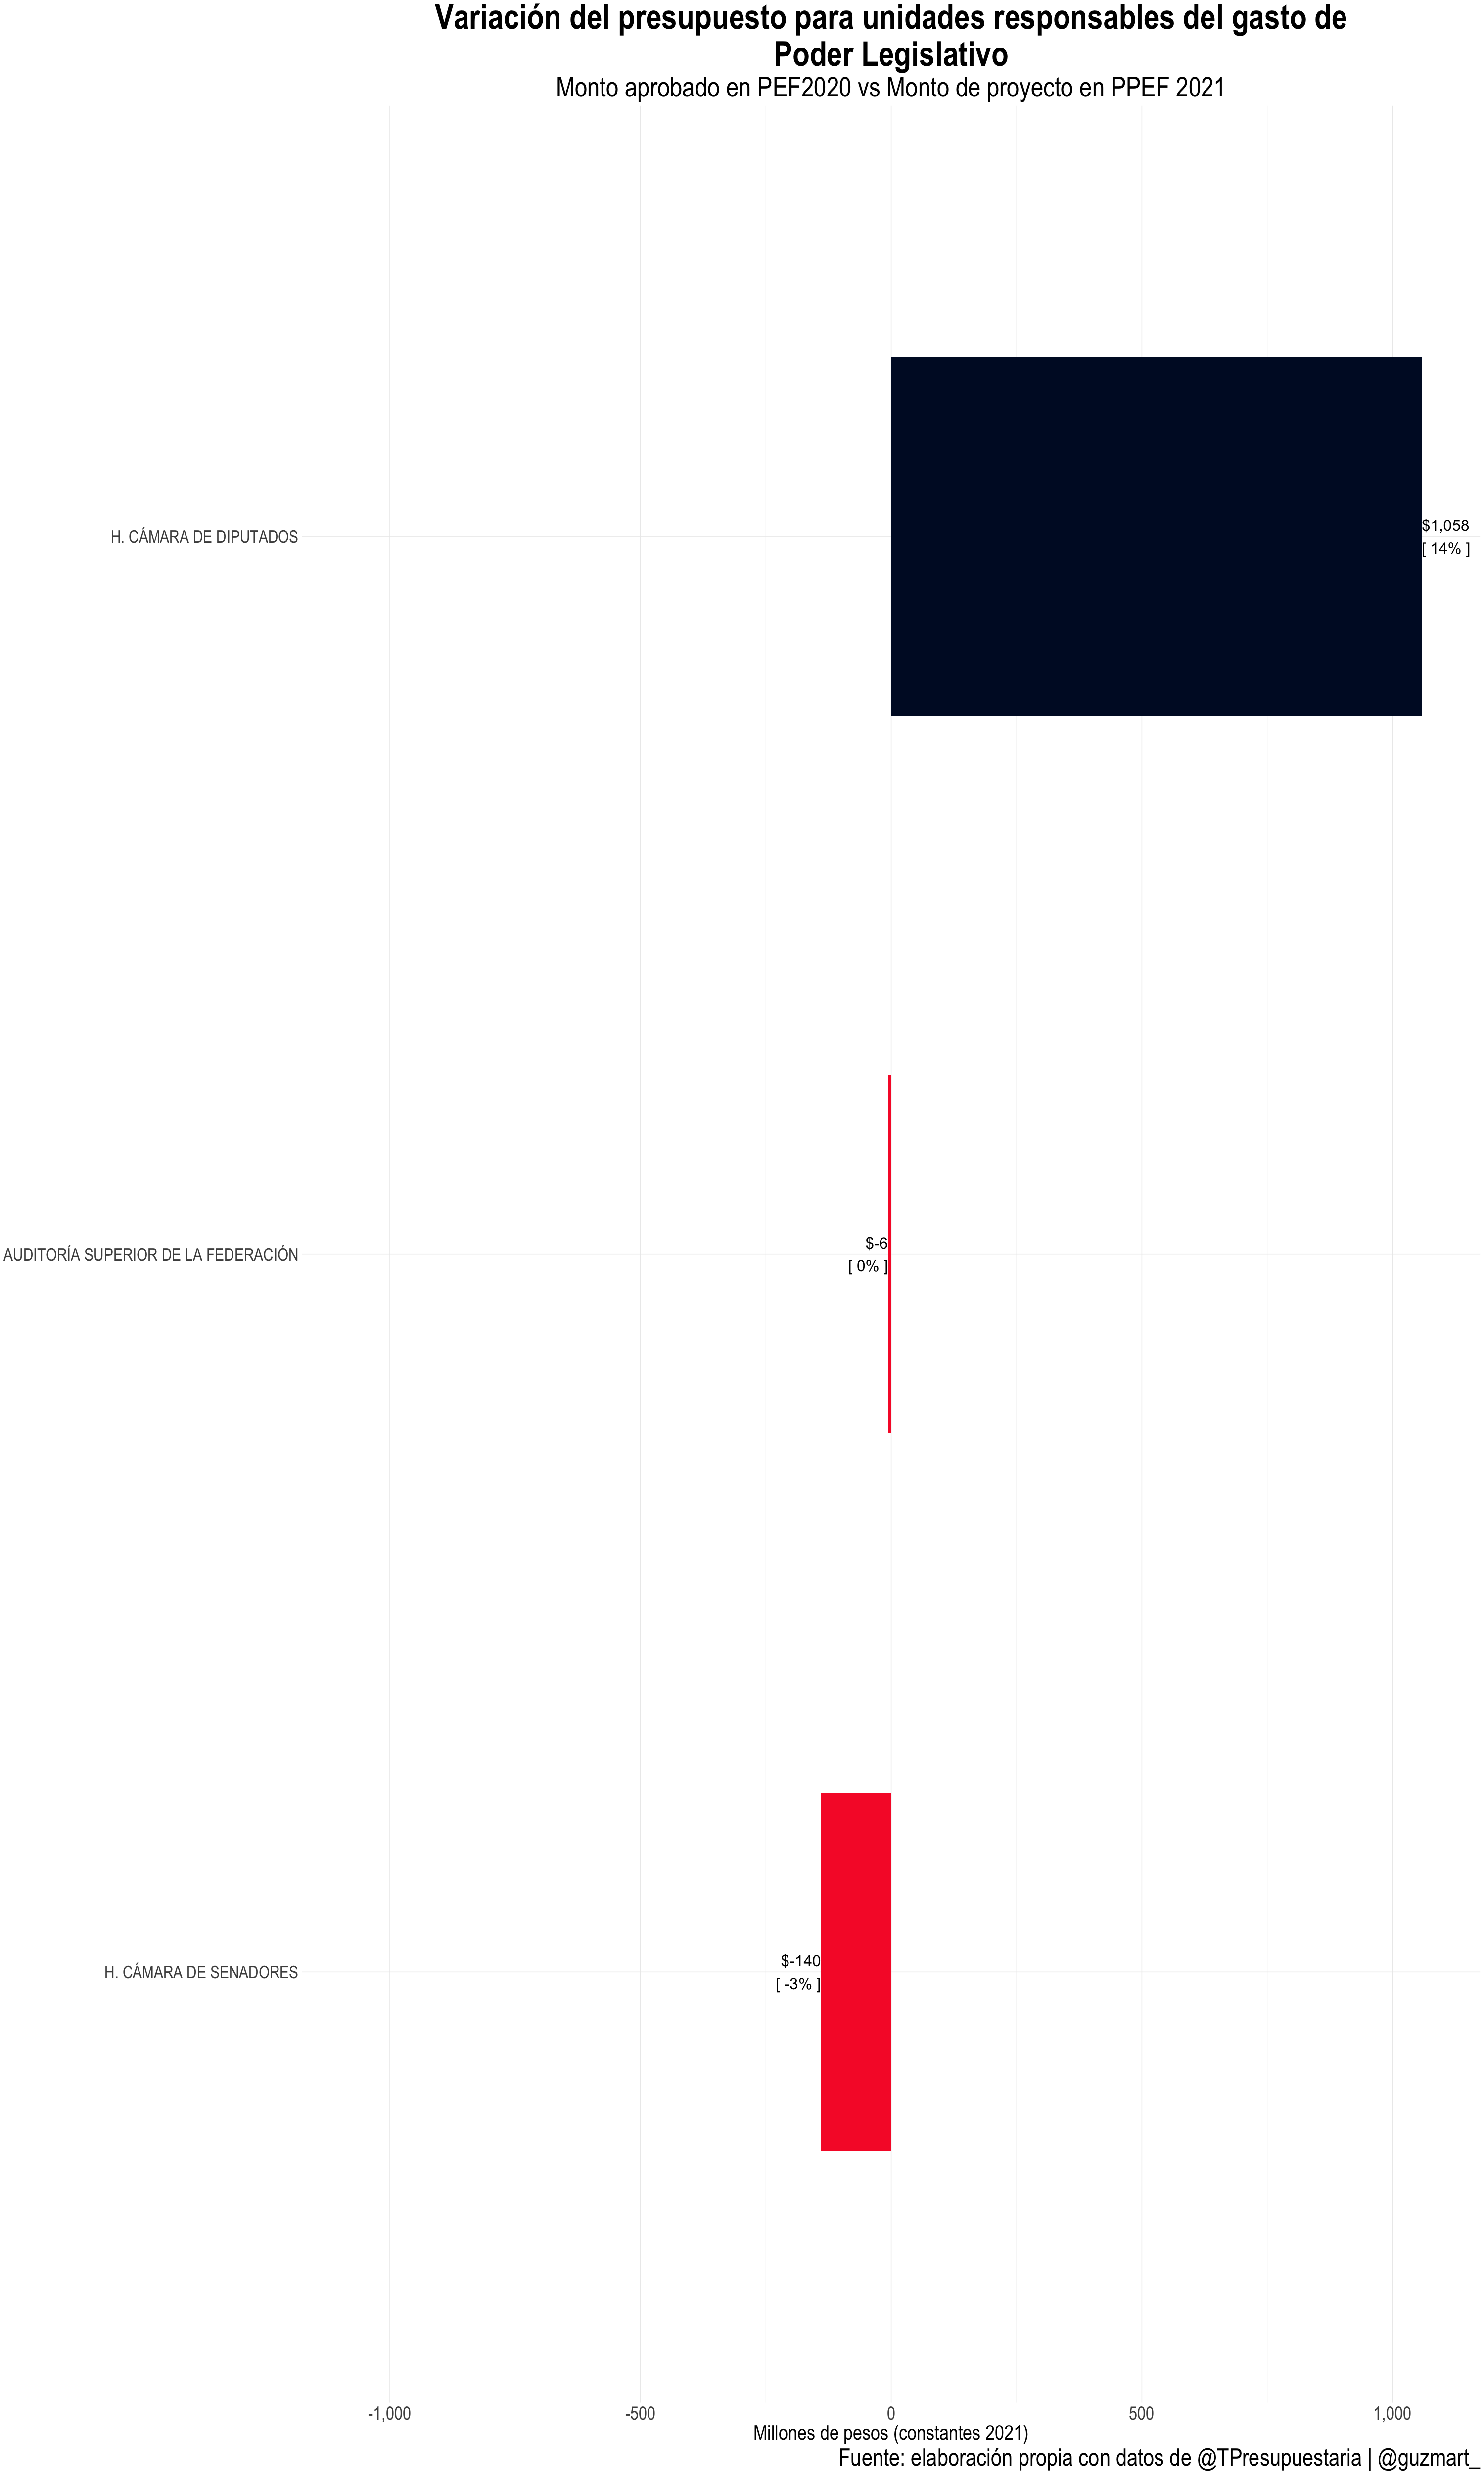 Variación del presupuesto para unidades responsables del gasto de
Poder Legislativo
Monto aprobado en PEF2020 vs Monto de proyecto en PPEF 2021
H. CÁMARA DE DIPUTADOS
$1,058
[ 14% ]
AUDITORÍA SUPERIOR DE LA FEDERACIÓN
$-6
[ 0% ]
H. CÁMARA DE SENADORES
$-140
[ -3% ]
-1,000
-500
0
500
1,000
Millones de pesos (constantes 2021)
Fuente: elaboración propia con datos de @TPresupuestaria | @guzmart_